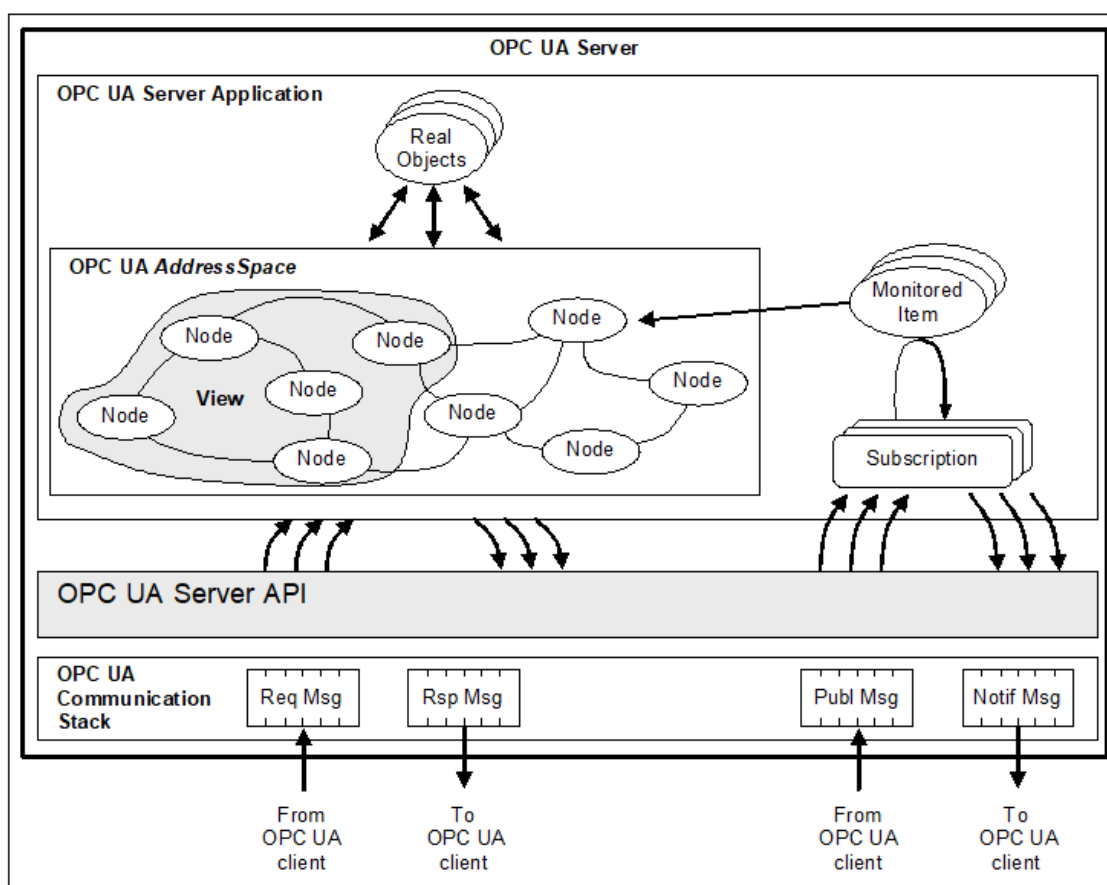 OPC UA Server
OPC UA Server Application
Real
Objects
OPC UA AddressSpace
Monitored
Item
Node
Node
Node
Node
Node
View
Node
Node
Node
Node
Subscription
OPC UA Server API
OPC UA
Communication
Stack
Req Msg
Rsp Msg
Publ Msg
Notif Msg
From
OPC UA
client
To
OPC UA
client
From
OPC UA
client
To
OPC UA
client